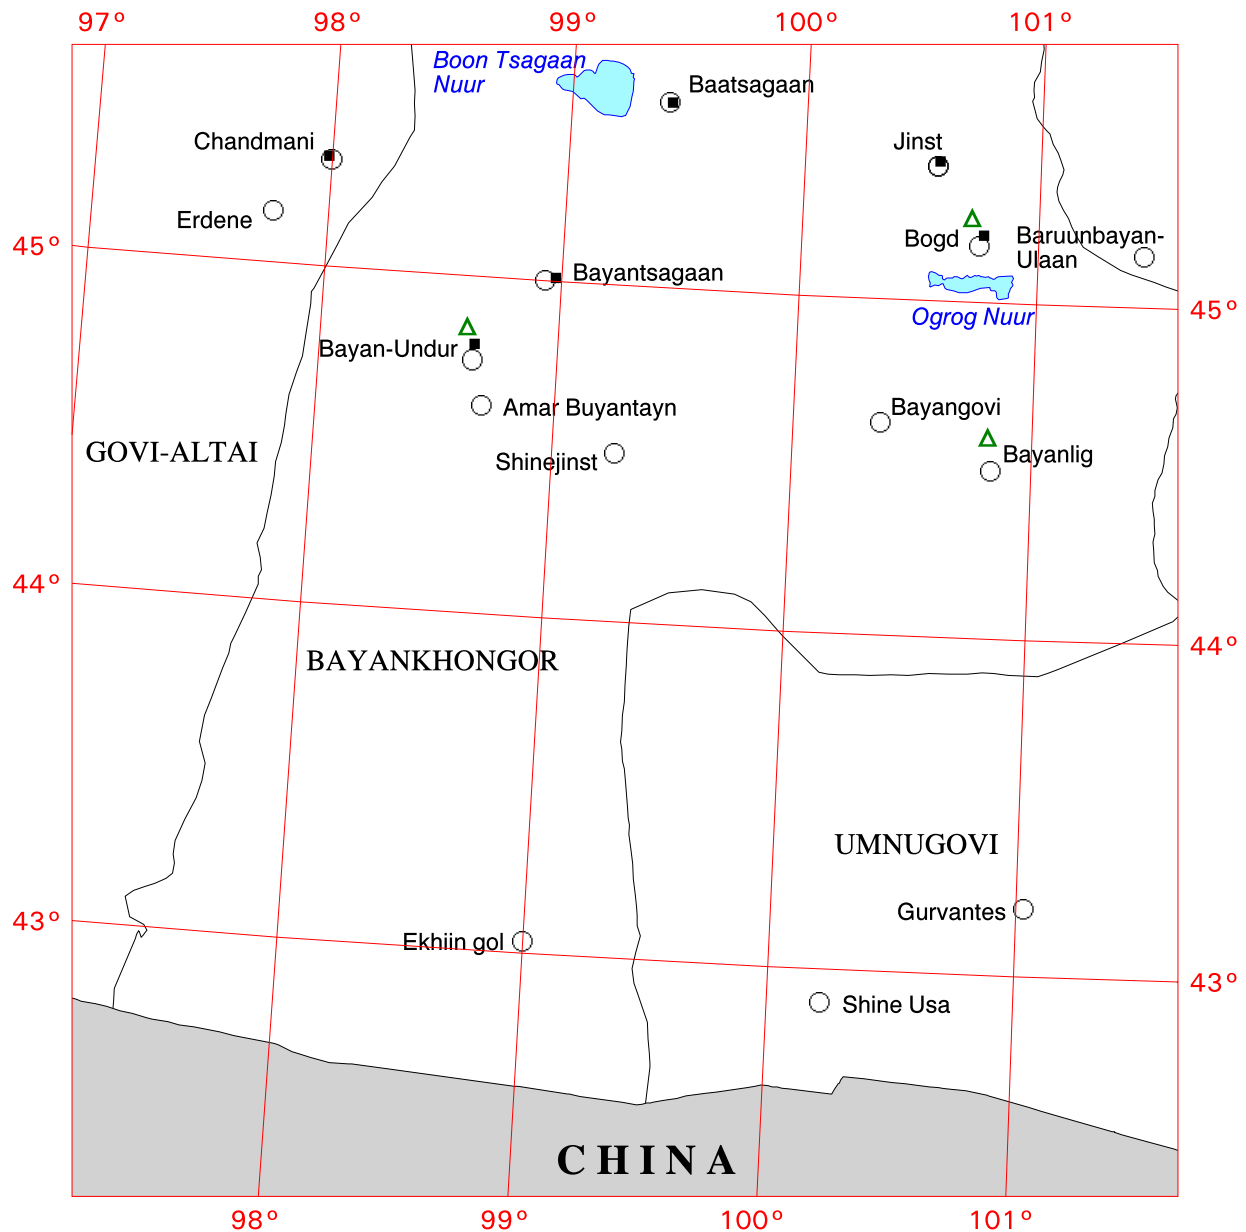 97°
98°
99°
100°
101°
Boon Tsagaan
Nuur
Baatsagaan
Chandmani
Jinst
Erdene
Bogd
Baruunbayan-
Ulaan
45°
Bayantsagaan
45°
Ogrog Nuur
Bayan-Undur
Amar Buyantayn
Bayangovi
GOVI-ALTAI
Shinejinst
Bayanlig
44°
44°
BAYANKHONGOR
UMNUGOVI
Gurvantes
43°
Ekhiin gol
43°
Shine Usa
CHINA
98°
99°
100°
101°